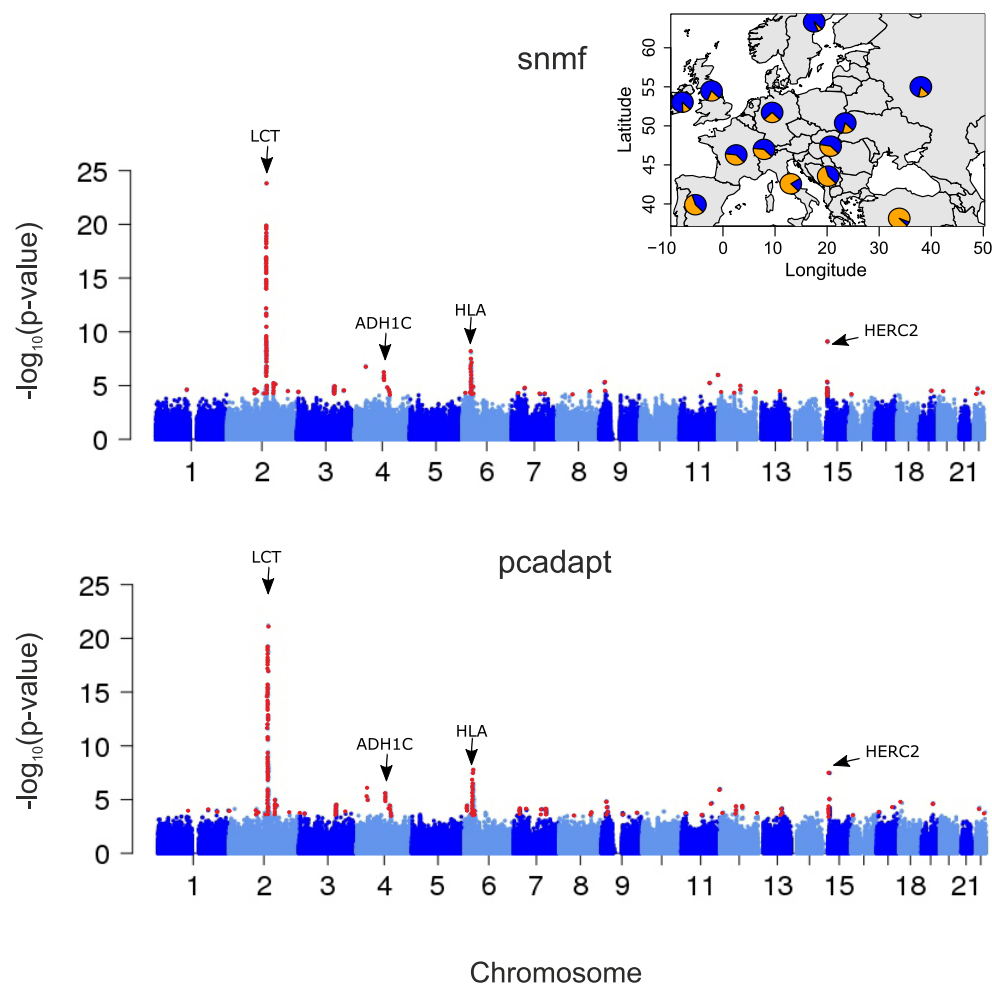 snmf
60
55
50
45
40
Latitude
−10 0 10 20 30 40 50
Longitude
LCT
ADH1C
HLA
HERC2
25
20
15
10
5
0
-log10(p-value)
1 2 3 4 5 6 7 8 9 11 13 15 18 21
pcadapt
LCT
ADH1C
HLA
HERC2
25
20
15
10
5
0
-log10(p-value)
1 2 3 4 5 6 7 8 9 11 13 15 18 21
Chromosome